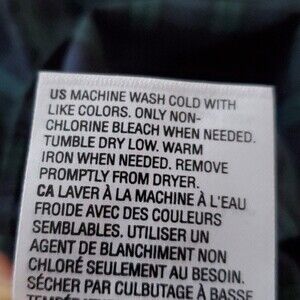 US MACHINE WASH COLD WITH
LIKE COLORS. ONLY NON-
CHLORINE BLEACH WHEN NEEDED.
TUMBLE DRY LOW. WARM
IRON WHEN NEEDED. REMOVE
PROMPTLY FROM DRYER.
CA LAVER À LA MACHINE À L'EAU
FROIDE AVEC DES COULEURS
SEMBLABLES. UTILISER UN
AGENT DE BLANCHIMENT NON
CHLORÉ SEULEMENT AU BESOIN.
SÉCHER PAR CULBUTAGE À BASSE